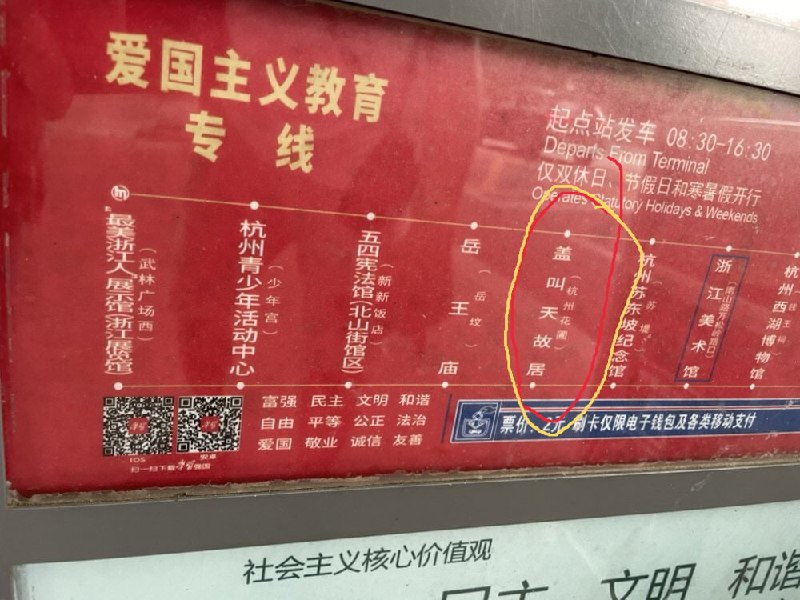 爱国主义教育
专线
起点站发车 08:30-16:30
Departs From Terminal
仅双休日、节假日和寒暑假开行
Operates Statutory Holidays & Weekends
最美浙江人展示馆(浙江展览馆)
(武林广场西)
杭州青少年活动中心
(少年宫)
五四宪法馆(北山街馆区)
(新新饭店)
岳王庙
(岳坟)
盖叫天故居
(杭州花圃)
杭州苏东坡纪念馆
(苏堤)
浙江美术馆
杭州西湖博物馆
富强 民主 文明 和谐
自由 平等 公正 法治
爱国 敬业 诚信 友善
IOS
安卓
票价:2元 刷卡仅限电子钱包及各类移动支付
社会主义核心价值观
民主 文明 和谐